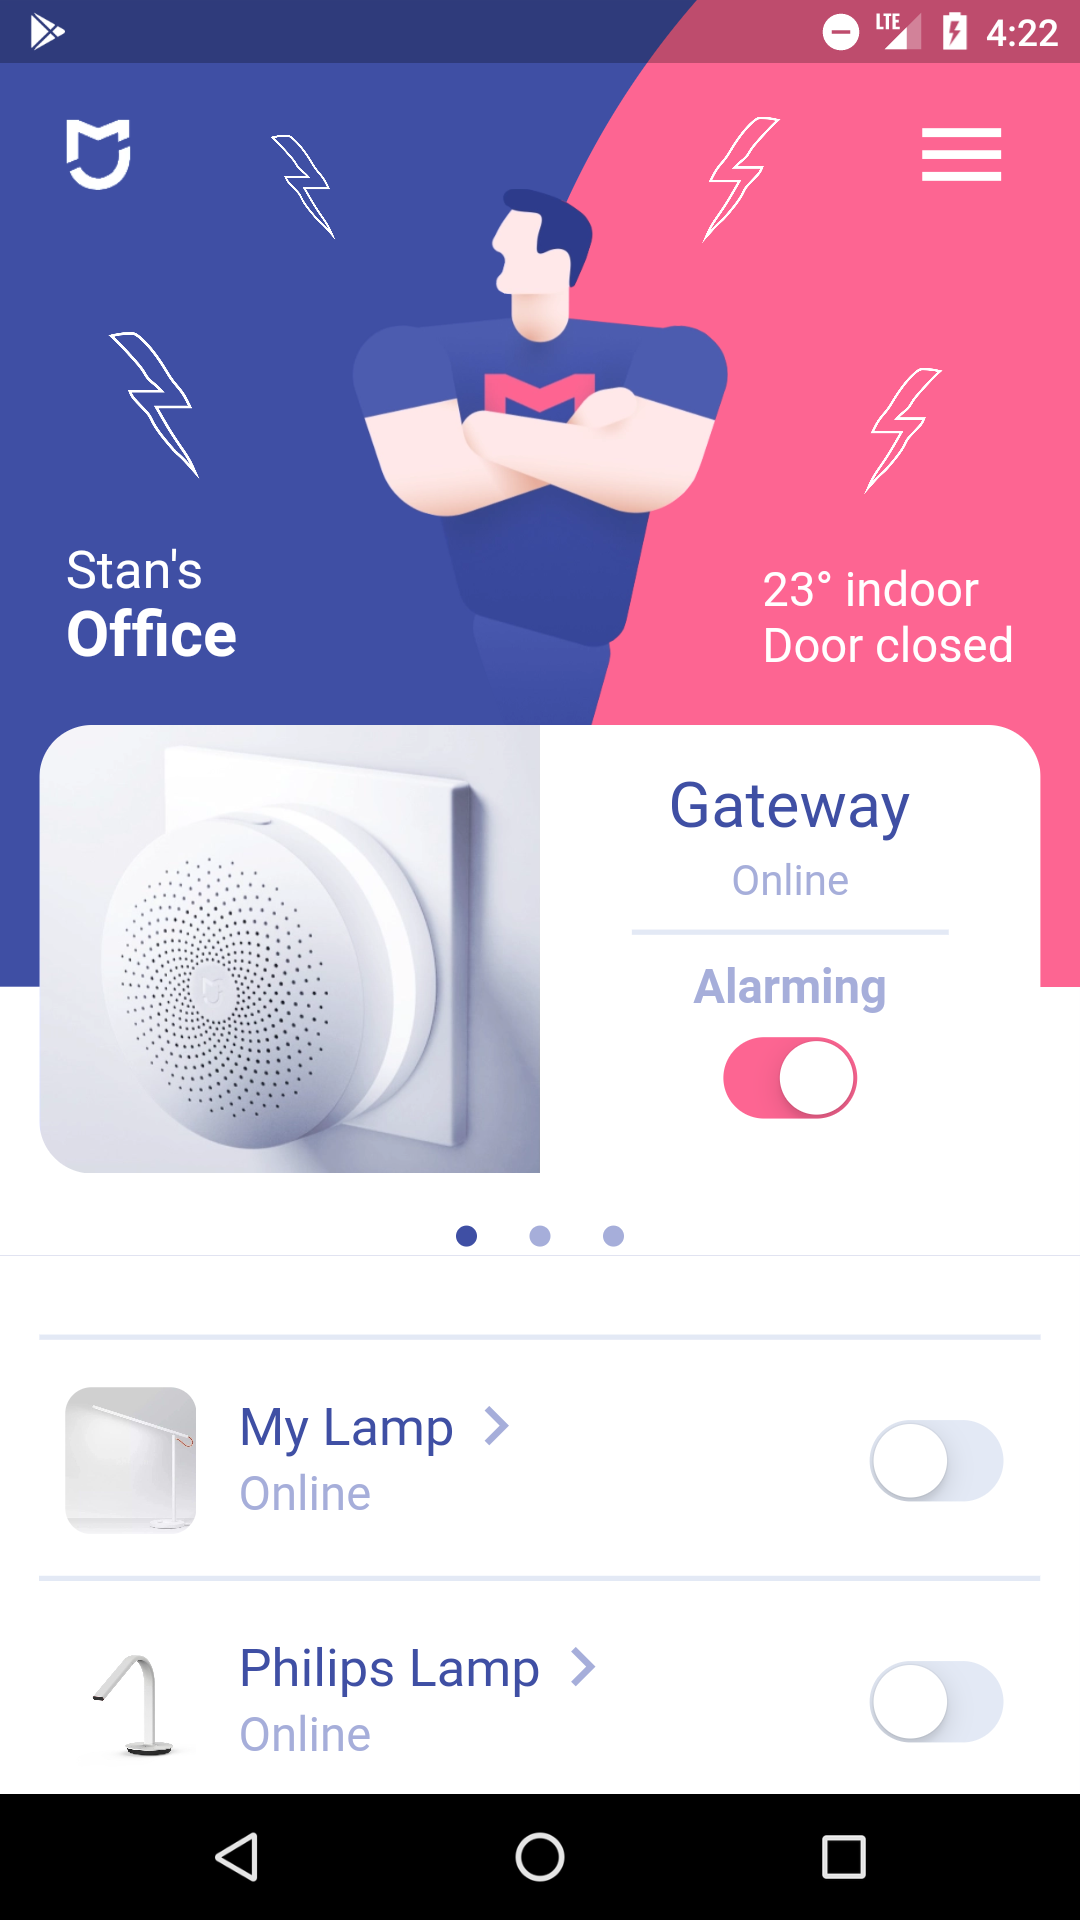 LTE 4:22
Stan's
Office
23° indoor
Door closed
Gateway
Online
Alarming
My Lamp
Online
Philips Lamp
Online